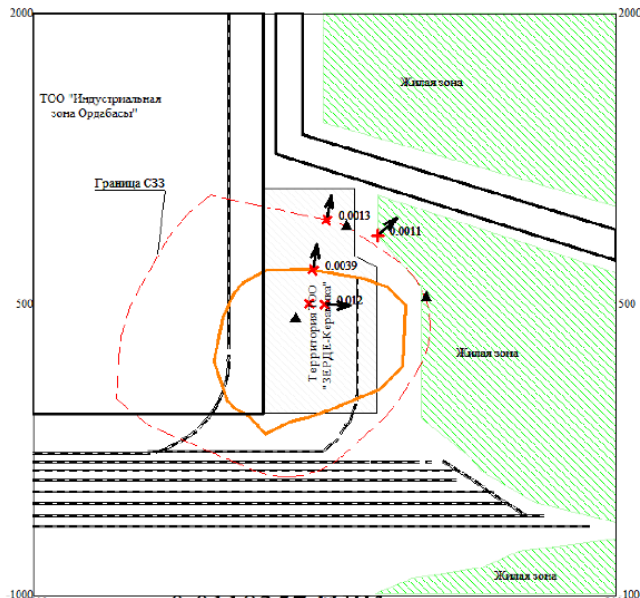 2000
2000
Жилая зона
ТОО "Индустриальная
зона Ордабасы"
Граница СЗЗ
0.0013
0.0011
0.0039
500
0.012
500
Территория ТОО
"ЗЕРДЕ-Керамика"
Жилая зона
Жилая зона
-1000